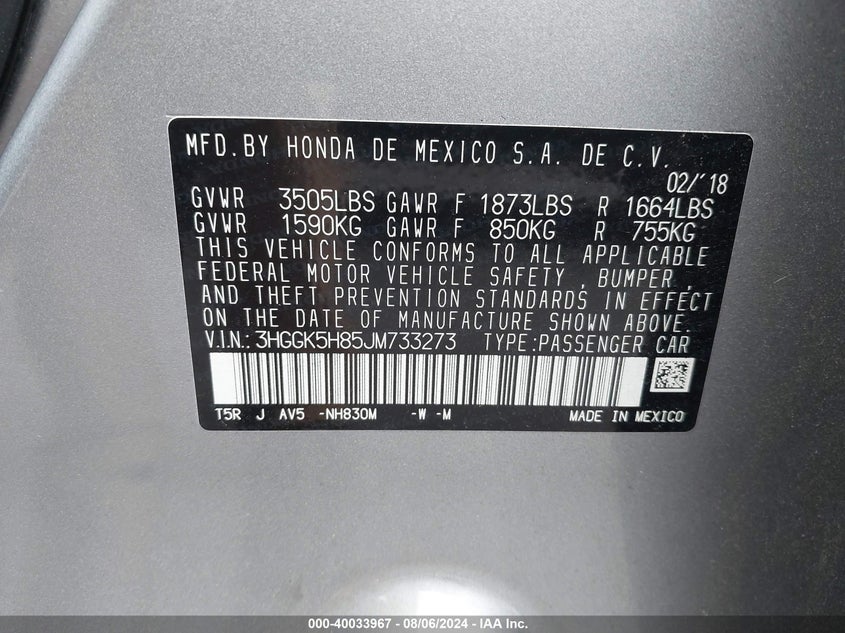 MFD. BY HONDA DE MEXICO S.A. DE C.V.
02/'18
GVWR 3505LBS GAWR F 1873LBS R 1664LBS
GVWR 1590KG GAWR F 850KG R 755KG
THIS VEHICLE CONFORMS TO ALL APPLICABLE
FEDERAL MOTOR VEHICLE SAFETY , BUMPER ,
AND THEFT PREVENTION STANDARDS IN EFFECT
ON THE DATE OF MANUFACTURE SHOWN ABOVE.
V.I.N.: 3HGGK5H85JM733273 TYPE:PASSENGER CAR
T5R J AV5 -NH830M -W -M MADE IN MEXICO
000-40033967 - 08/06/2024 - IAA Inc.